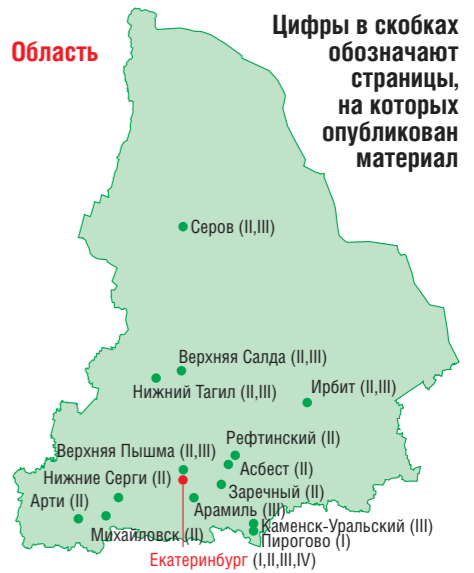 Область
Цифры в скобках
обозначают
страницы,
на которых
опубликован
материал
Серов (II,III)
Верхняя Салда (II,III)
Нижний Тагил (II,III)
Ирбит (II,III)
Рефтинский (II)
Верхняя Пышма (II,III)
Асбест (II)
Нижние Серги (II)
Заречный (II)
Арти (II)
Арамиль (III)
Каменск-Уральский (III)
Михайловск (II)
Пирогово (I)
Екатеринбург (I,II,III,IV)